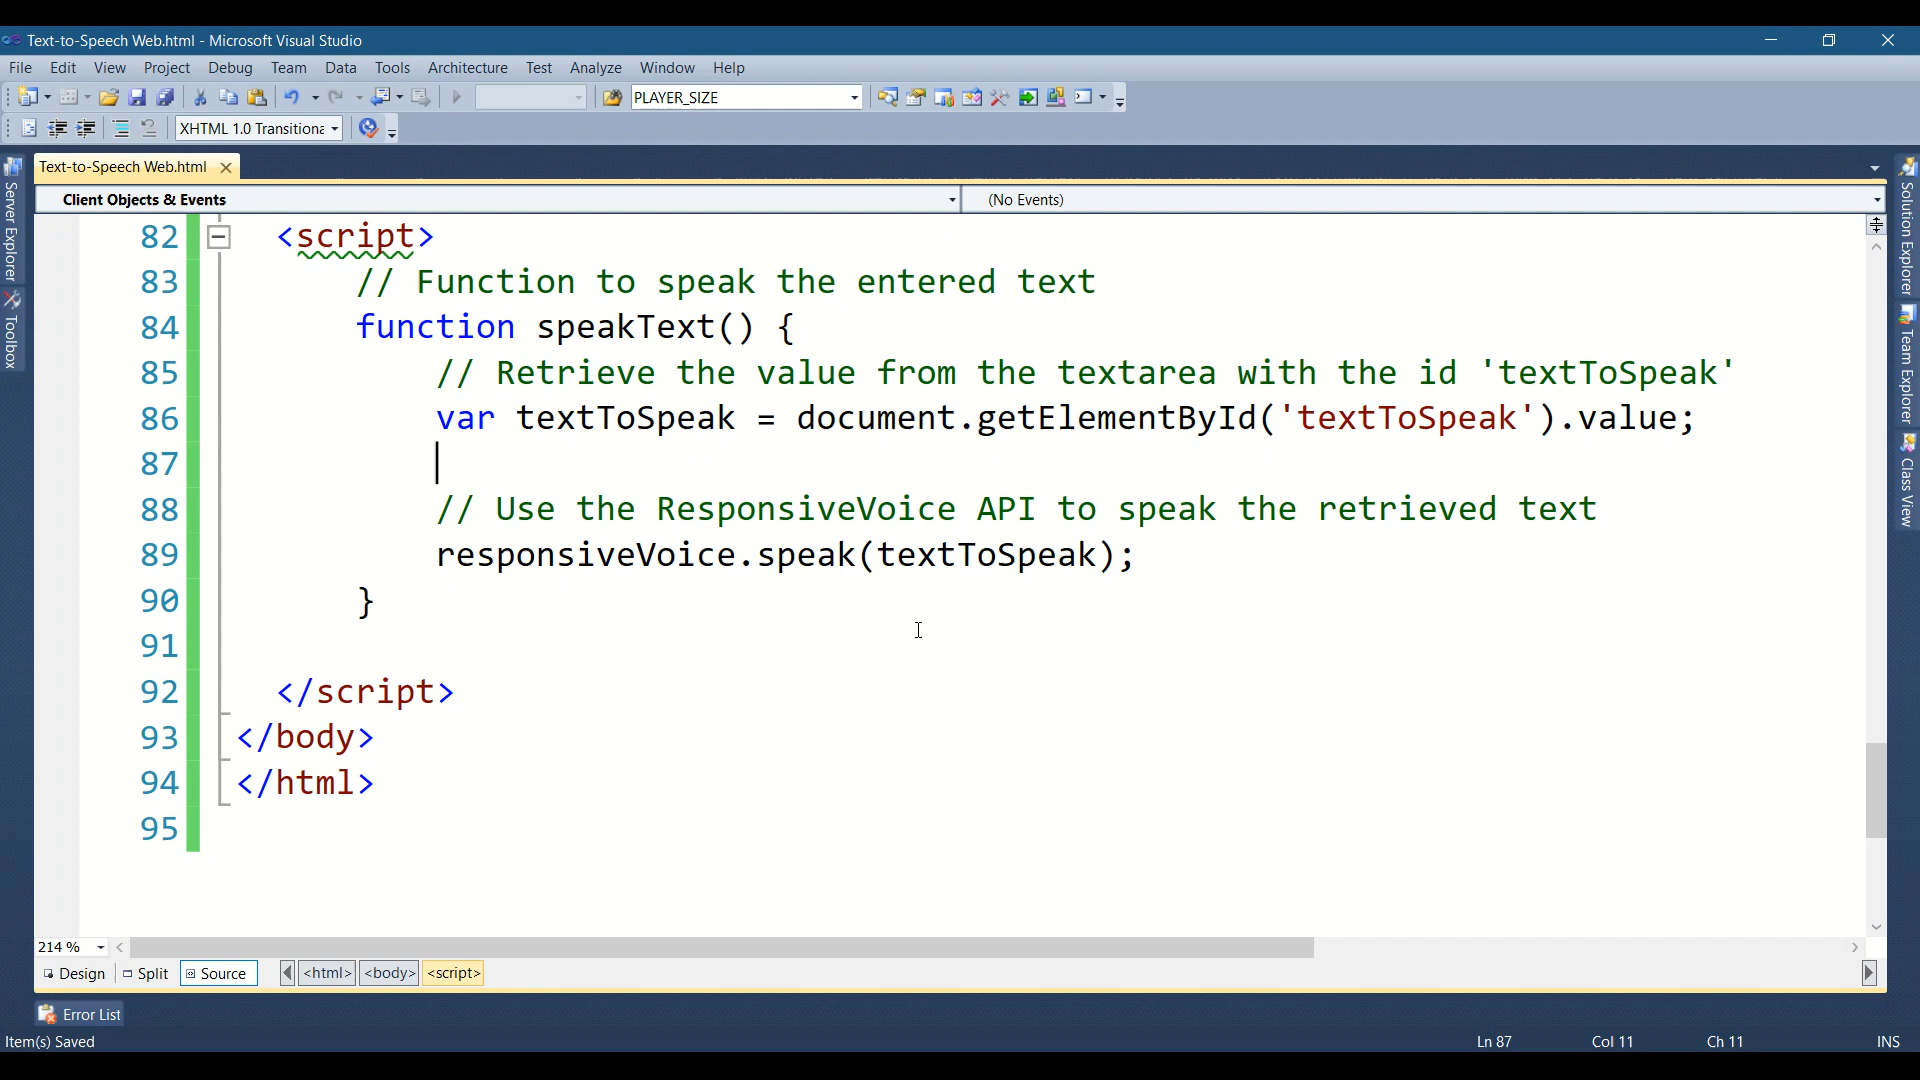 Text-to-Speech Web.html - Microsoft Visual Studio
File Edit View Project Debug Team Data Tools Architecture Test Analyze Window Help
PLAYER_SIZE
XHTML 1.0 Transitiona
Text-to-Speech Web.html
Client Objects & Events (No Events)
Server Explorer
Toolbox
Solution Explorer
Team Explorer
Class View
82 <script>
83 // Function to speak the entered text
84 function speakText() {
85 // Retrieve the value from the textarea with the id 'textToSpeak'
86 var textToSpeak = document.getElementById('textToSpeak').value;
87
88 // Use the ResponsiveVoice API to speak the retrieved text
89 responsiveVoice.speak(textToSpeak);
90 }
91
92 </script>
93 </body>
94 </html>
95
214 %
Design Split Source <html> <body> <script>
Error List
Item(s) Saved Ln 87 Col 11 Ch 11 INS